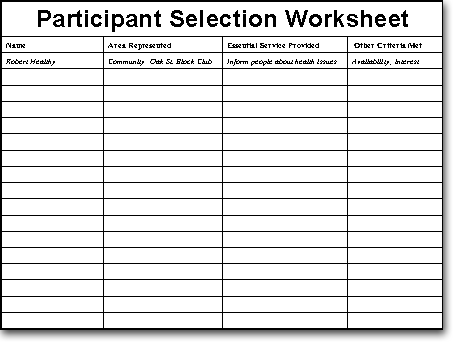 Participant Selection Worksheet
Name Area Represented Essential Service Provided Other Criteria Met
Robert Healthy Community Oak St. Block Club Inform people about health issues Availability, Interest